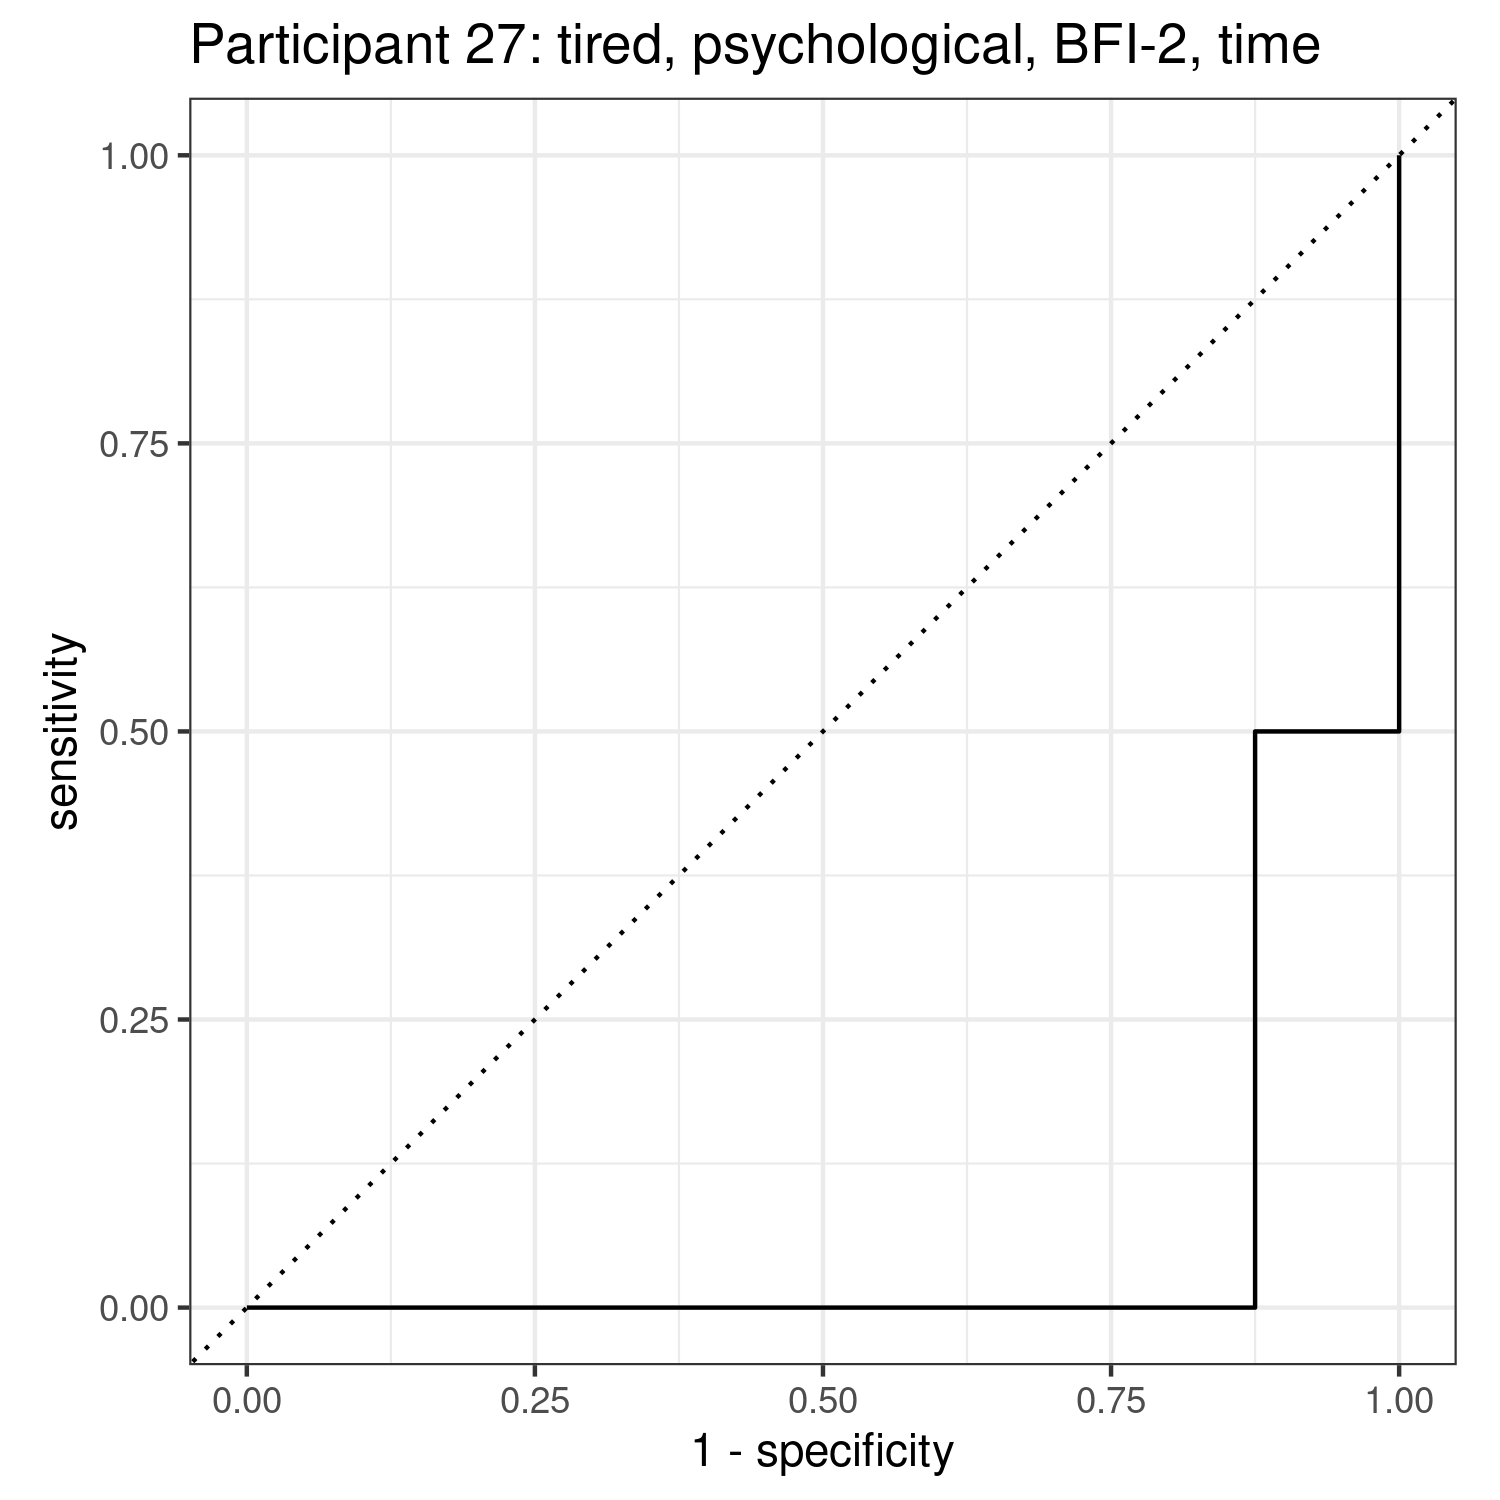 Participant 27: tired, psychological, BFI-2, time
1.00
0.75
0.50
0.25
0.00
sensitivity
0.00 0.25 0.50 0.75 1.00
1 - specificity